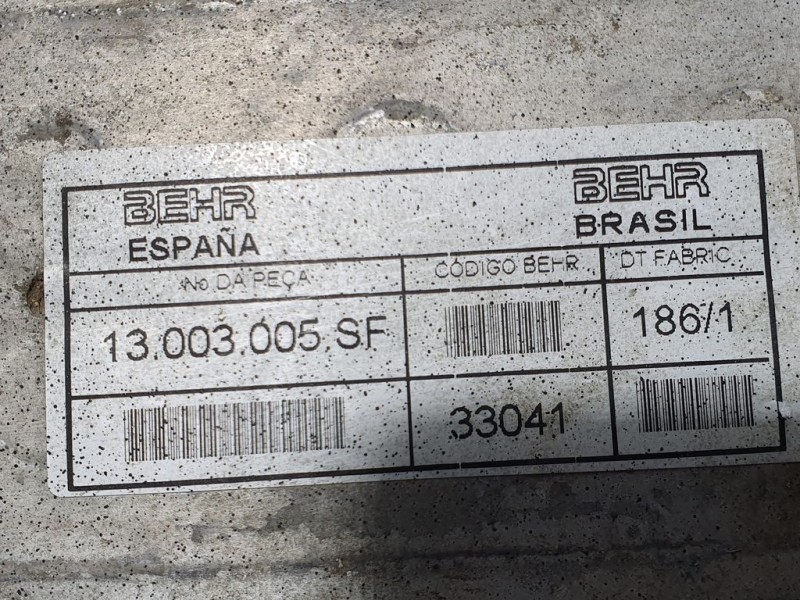 BEHR BEHR
ESPAÑA BRASIL
No DA PEÇA CÓDIGO BEHR DT FABRIC
13.003.005 SF 186/1
33041